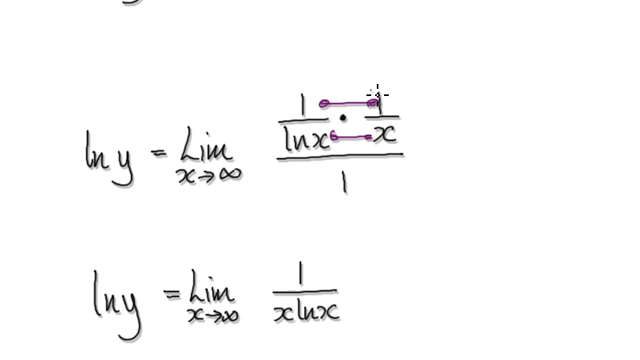 ln y = Lim x→∞ (1/ln x · 1/x) / 1
ln y = Lim x→∞ 1/(x ln x)